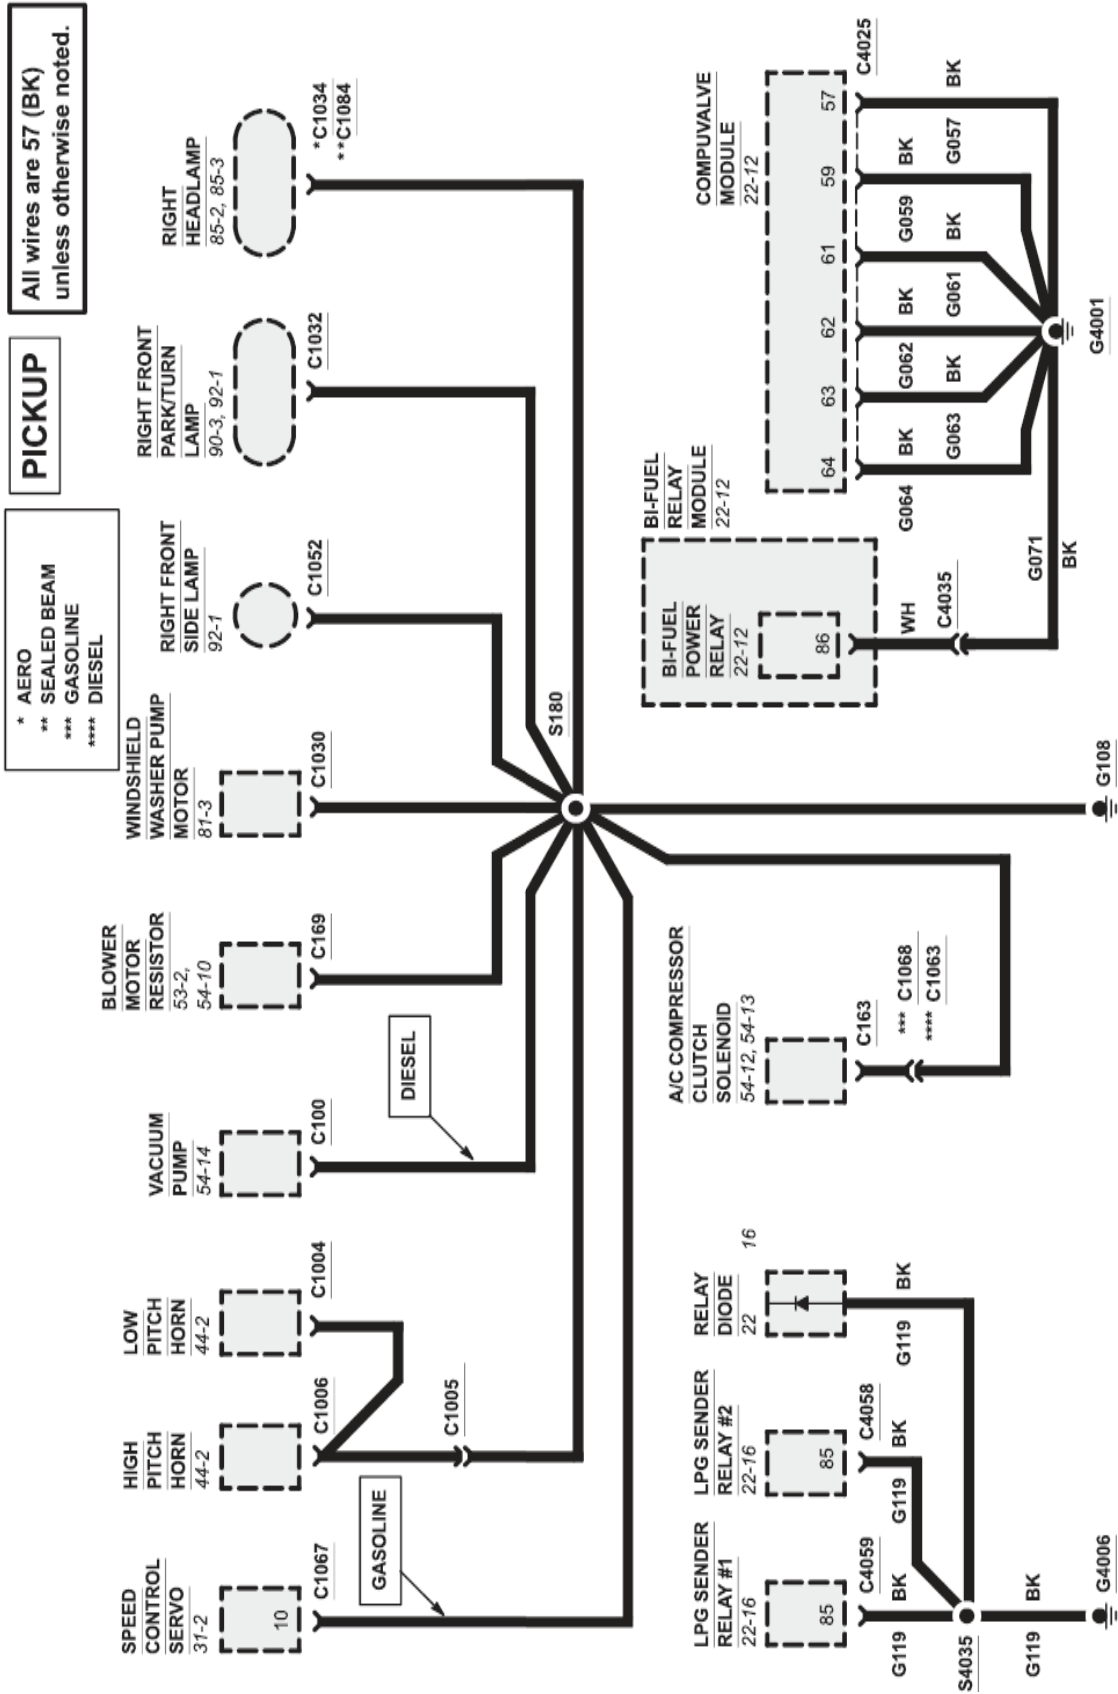 PICKUP
All wires are 57 (BK)
unless otherwise noted.
* AERO
** SEALED BEAM
*** GASOLINE
**** DIESEL
SPEED
CONTROL
SERVO
31-2
10
C1067
GASOLINE
HIGH
PITCH
HORN
44-2
C1006
C1005
LOW
PITCH
HORN
44-2
C1004
VACUUM
PUMP
54-14
C100
DIESEL
BLOWER
MOTOR
RESISTOR
53-2,
54-10
C169
WINDSHIELD
WASHER PUMP
MOTOR
81-3
C1030
RIGHT FRONT
SIDE LAMP
92-1
C1052
RIGHT FRONT
PARK/TURN
LAMP
90-3, 92-1
C1032
RIGHT
HEADLAMP
85-2, 85-3
*C1034
**C1084
S180
LPG SENDER
RELAY #1
22-16
85
C4059
G119
BK
S4035
G119
BK
G4006
LPG SENDER
RELAY #2
22-16
85
C4058
G119
BK
RELAY
DIODE
22
16
G119
BK
A/C COMPRESSOR
CLUTCH
SOLENOID
54-12, 54-13
C163
*** C1068
**** C1063
G108
BI-FUEL
RELAY
MODULE
22-12
BI-FUEL
POWER
RELAY
22-12
86
WH
C4035
G071
BK
COMPUVALVE
MODULE
22-12
64
63
62
61
59
57
C4025
G064
BK
G063
BK
G062
BK
G061
BK
G059
BK
G057
BK
G4001